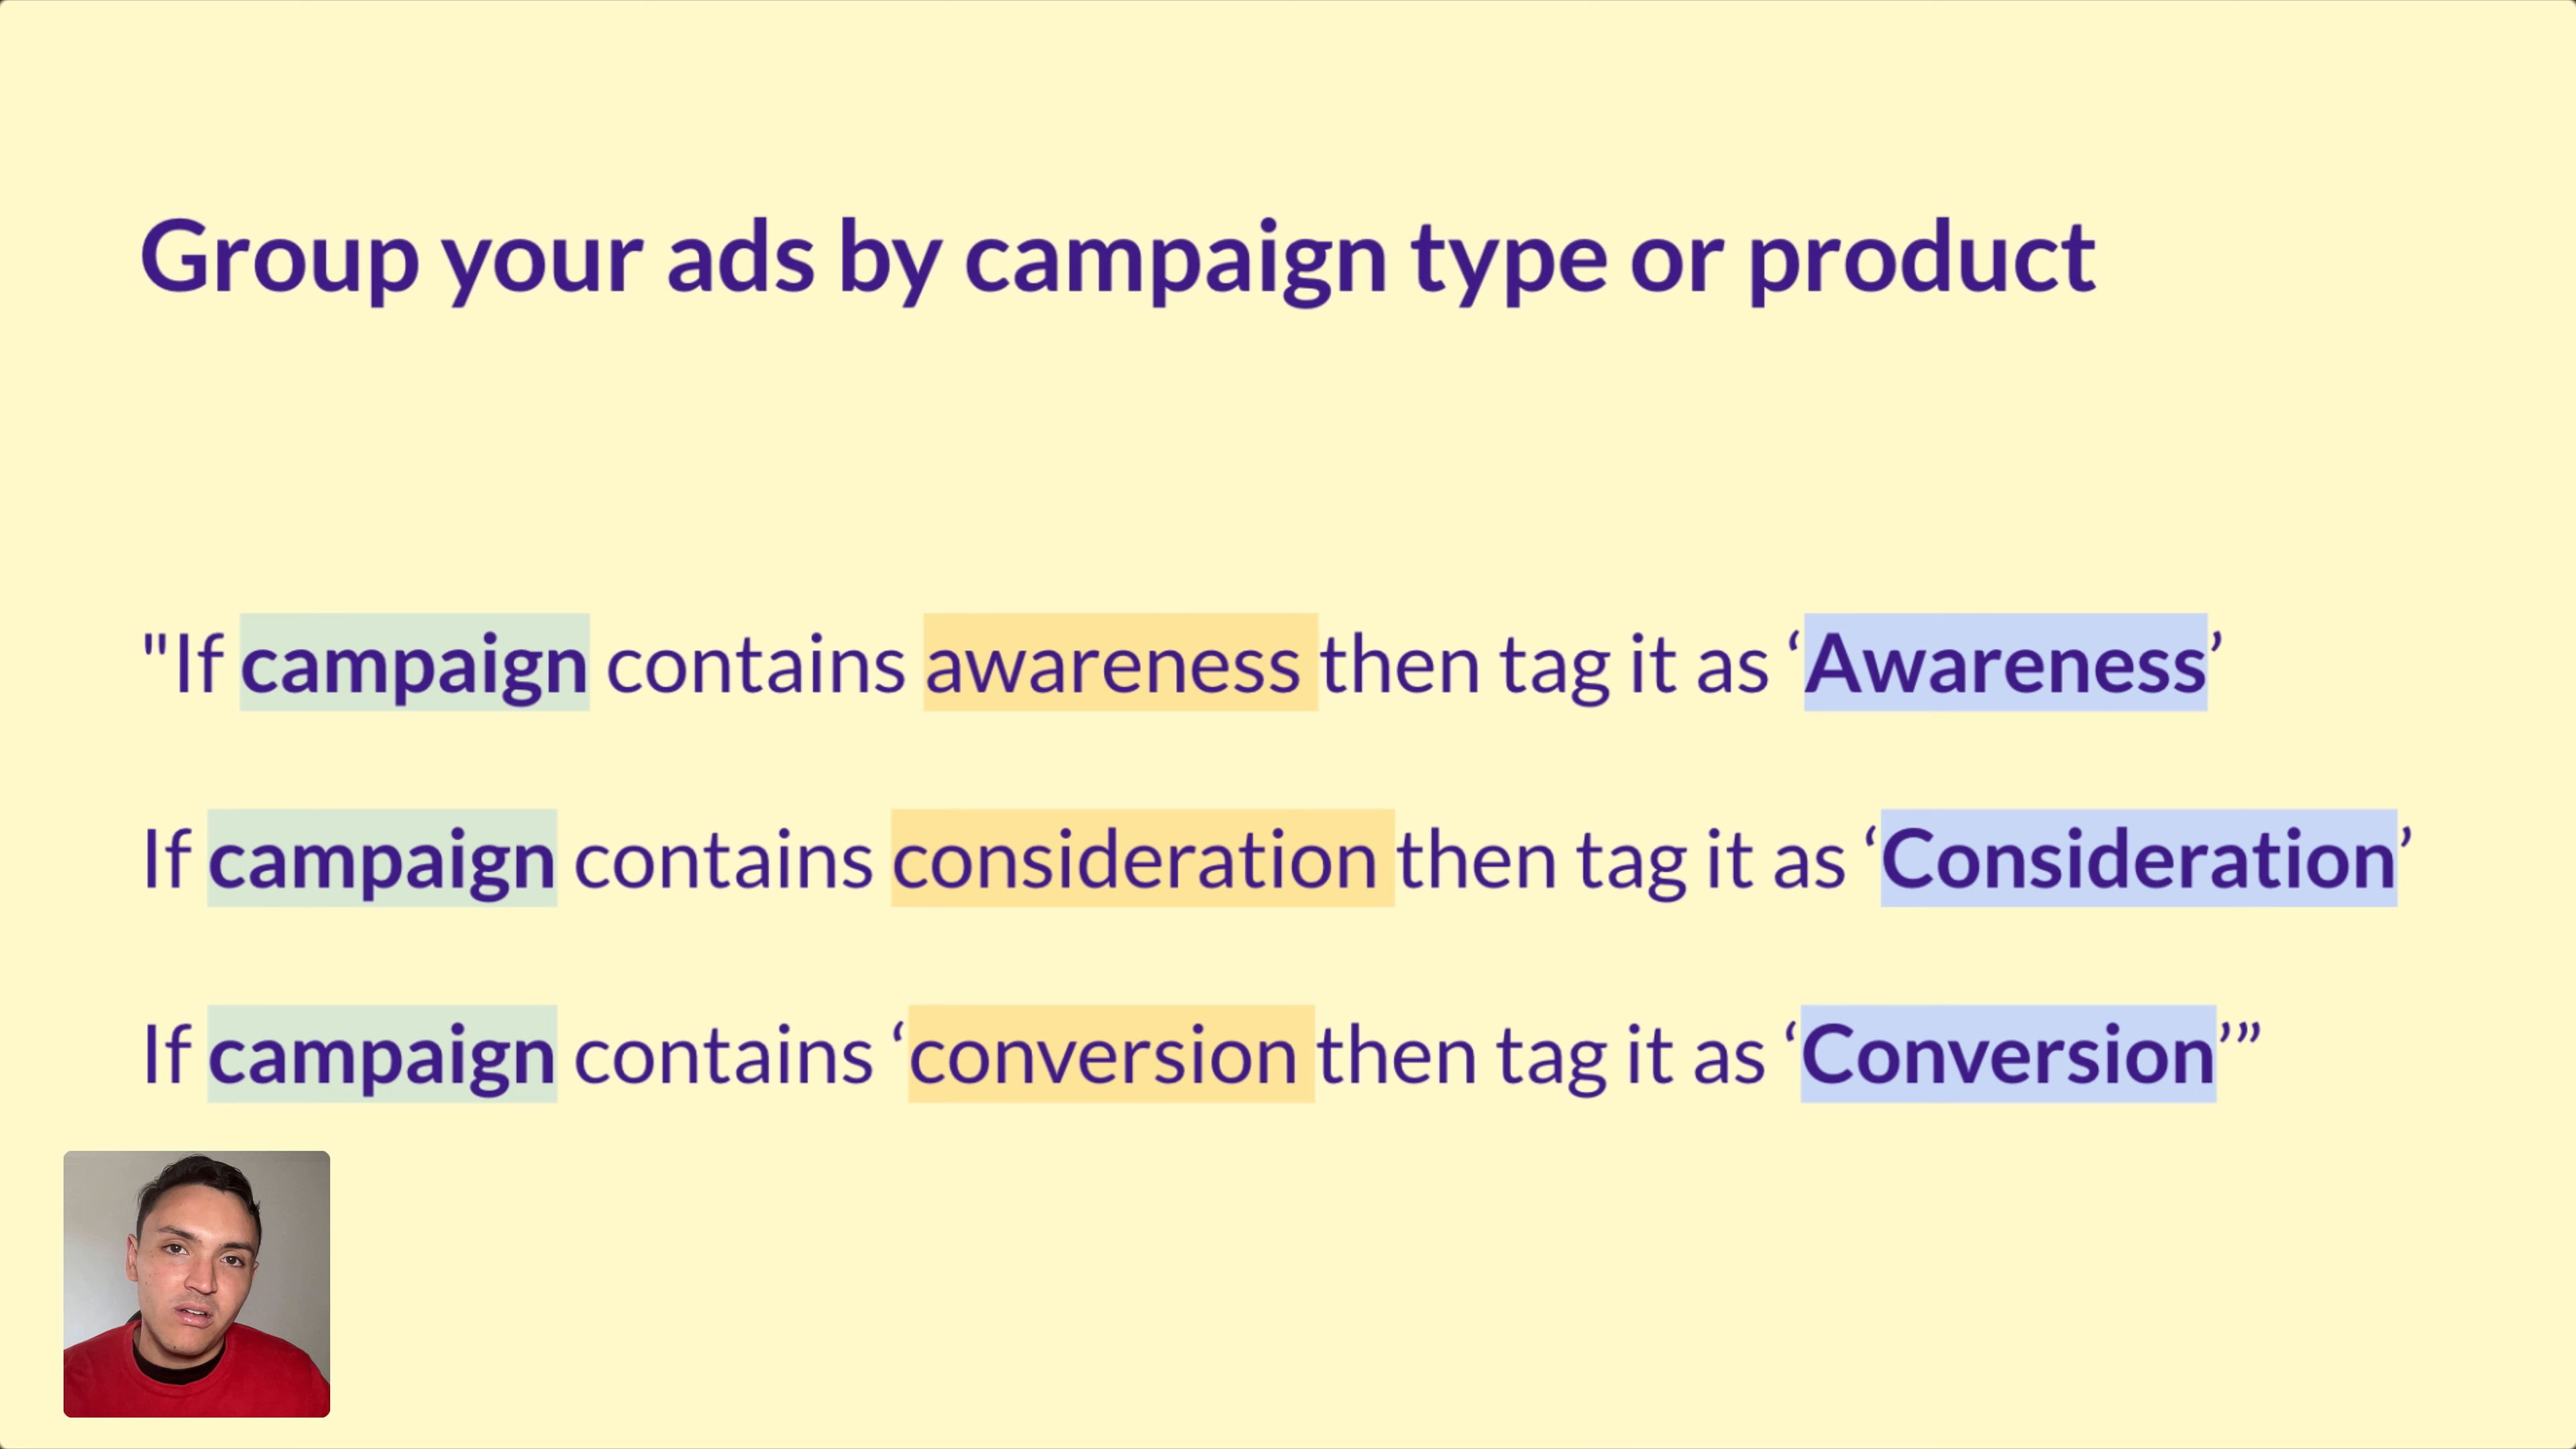 Group your ads by campaign type or product
"If campaign contains awareness then tag it as ‘Awareness’
If campaign contains consideration then tag it as ‘Consideration’
If campaign contains ‘conversion then tag it as ‘Conversion’”